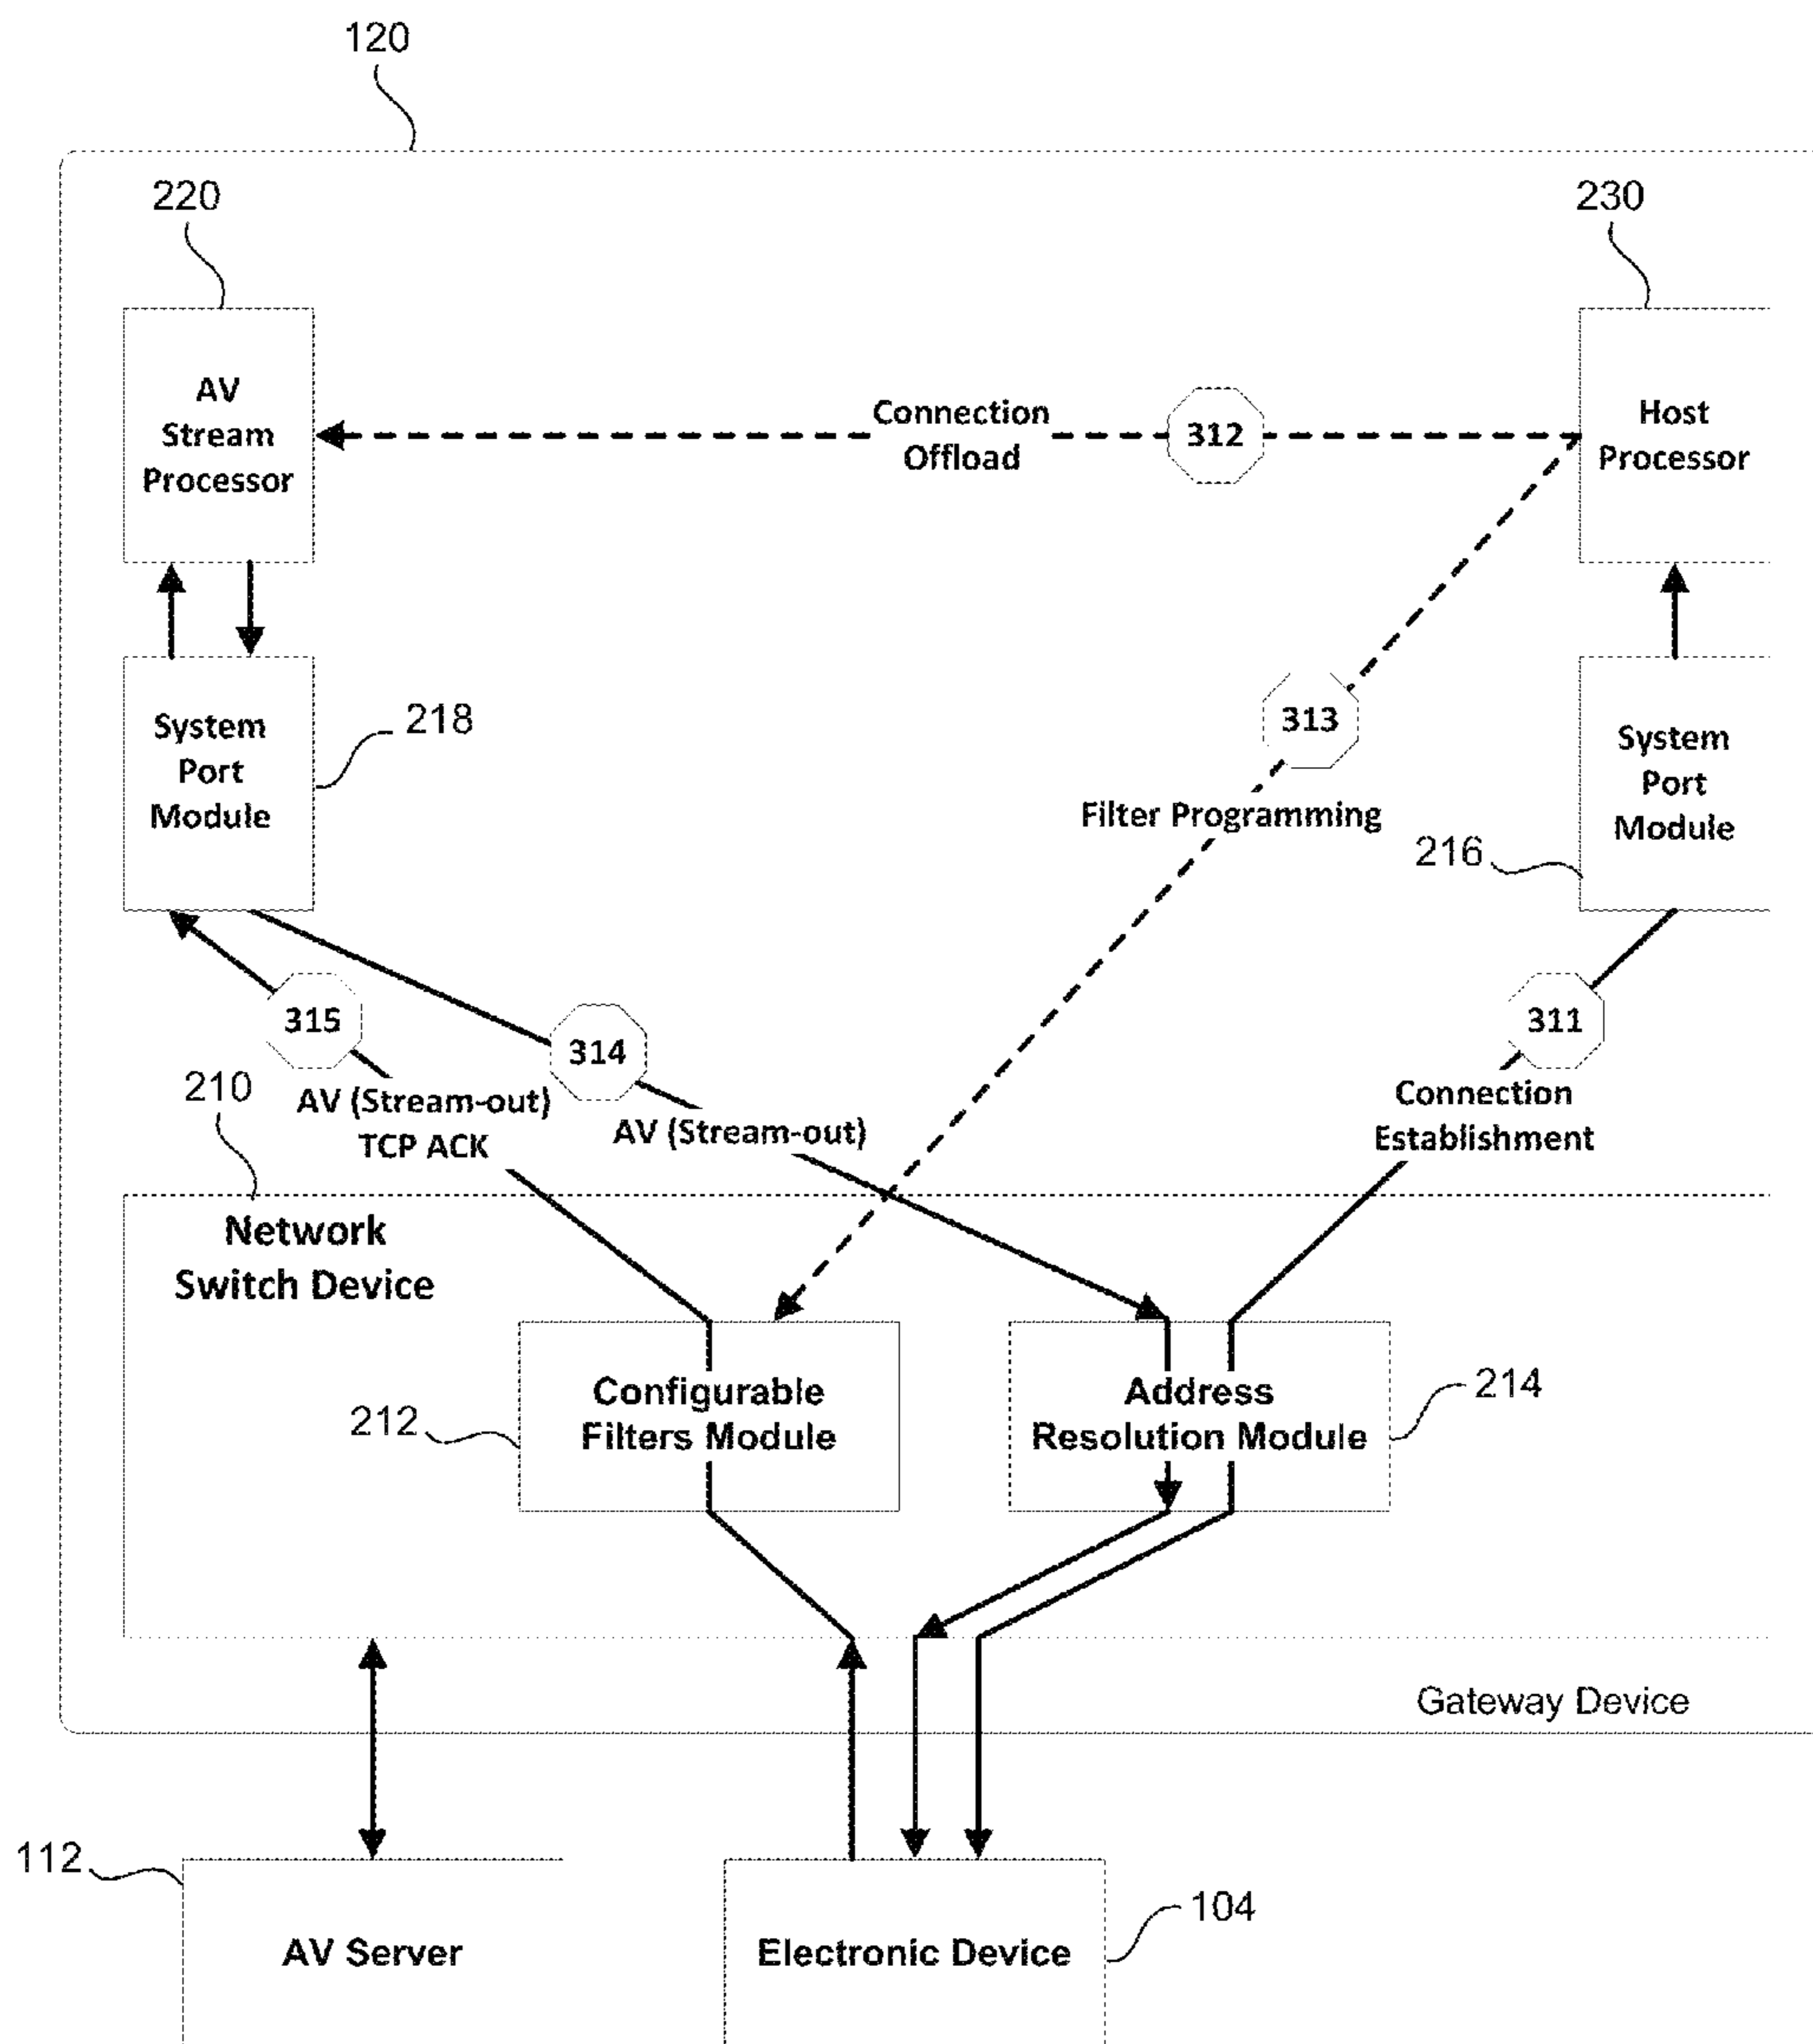 120
220
230
AV
Stream
Processor
Connection
Offload
312
Host
Processor
313
System
Port
Module
218
System
Port
Module
216
Filter Programming
315
314
311
210
AV (Stream-out)
TCP ACK
AV (Stream-out)
Connection
Establishment
Network
Switch Device
Configurable
Filters Module
212
Address
Resolution Module
214
Gateway Device
112
AV Server
Electronic Device
104